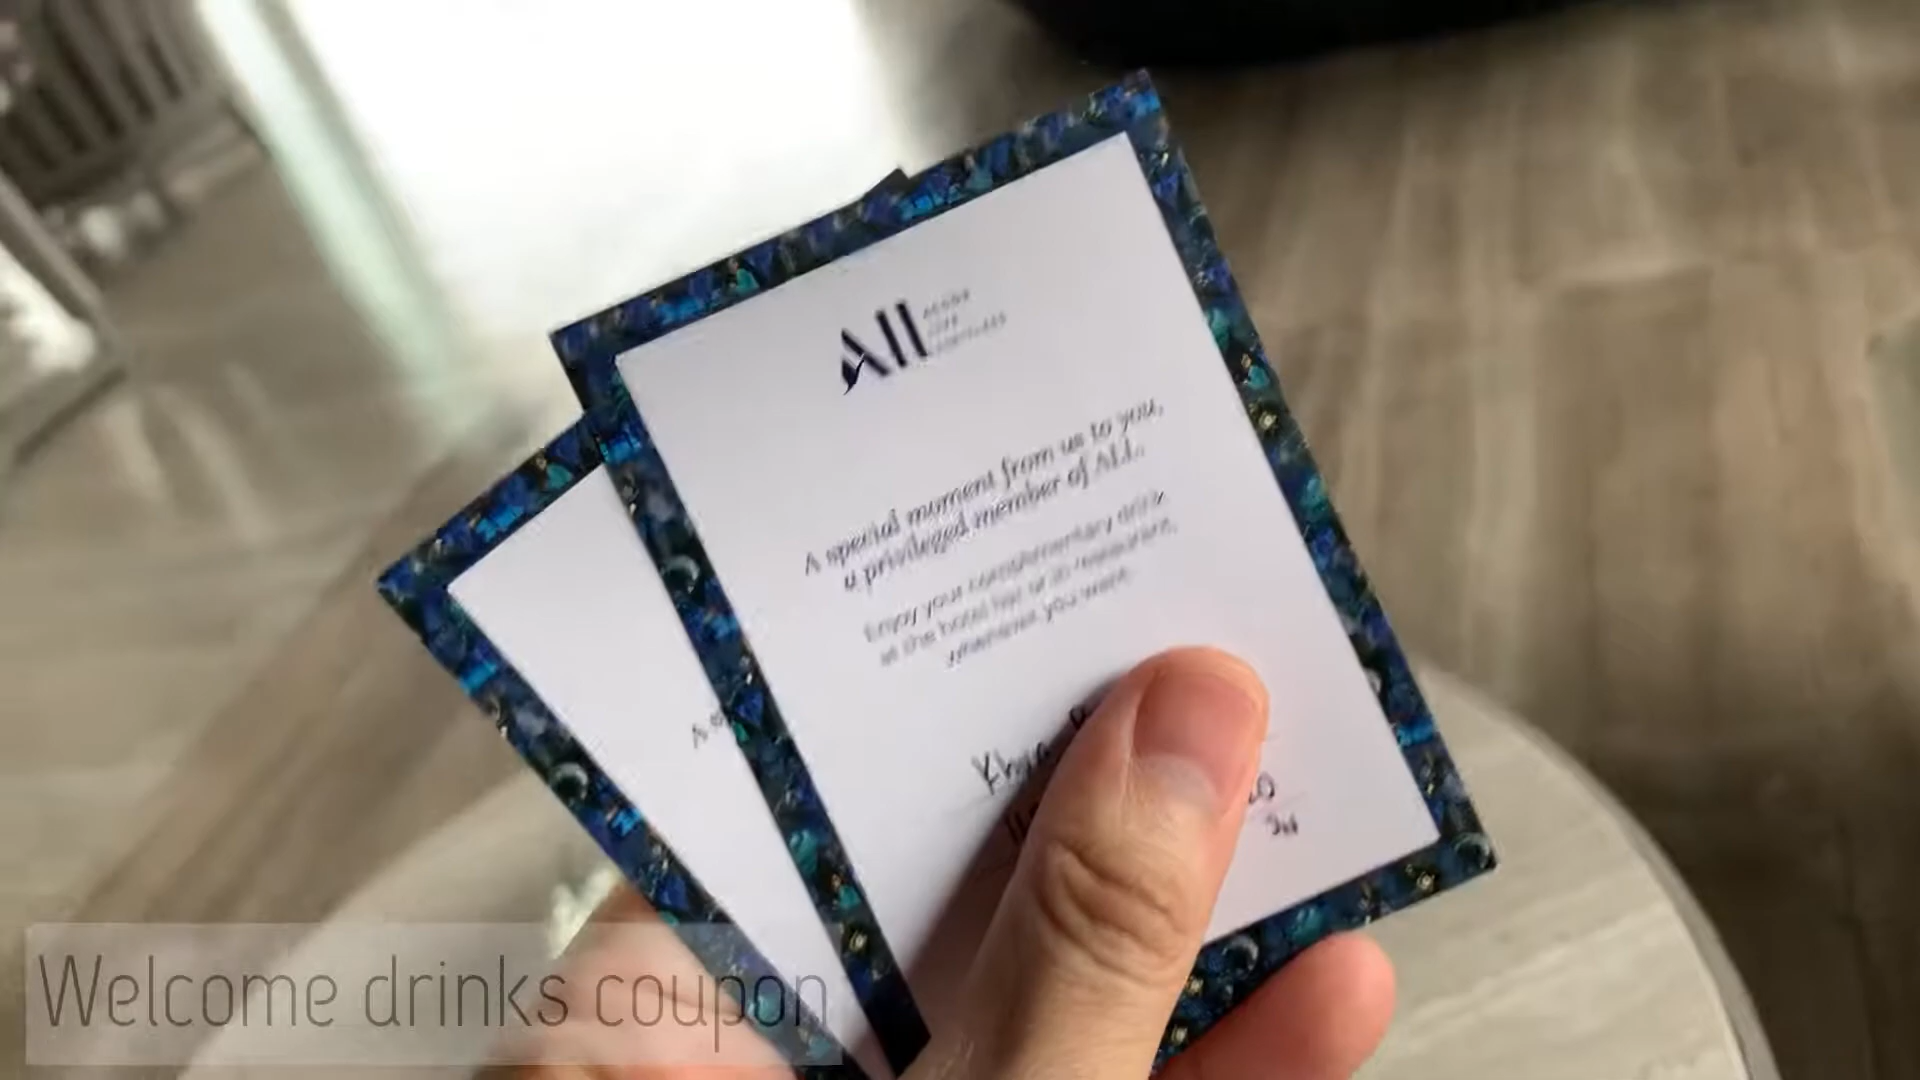 All ACCOR
LIVE
LIMITLESS
A special moment from us to you,
a privileged member of ALL.
Enjoy your complimentary drink
at the hotel bar or in restaurant,
whenever you want.
Welcome drinks coupon